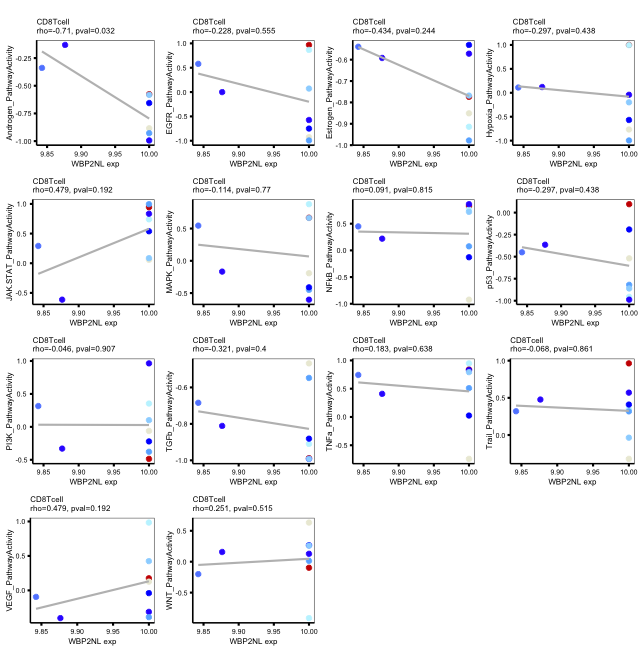 CD8Tcell
rho=-0.71, pval=0.032
Androgen_PathwayActivity
-0.25
-0.50
-0.75
-1.00
9.85
9.90
9.95
10.00
WBP2NL exp
CD8Tcell
rho=-0.228, pval=0.555
EGFR_PathwayActivity
1.0
0.5
0.0
-0.5
-1.0
9.85
9.90
9.95
10.00
WBP2NL exp
CD8Tcell
rho=-0.434, pval=0.244
Estrogen_PathwayActivity
-0.6
-0.7
-0.8
-0.9
-1.0
9.85
9.90
9.95
10.00
WBP2NL exp
CD8Tcell
rho=-0.297, pval=0.438
Hypoxia_PathwayActivity
1.0
0.5
0.0
-0.5
-1.0
9.85
9.90
9.95
10.00
WBP2NL exp
CD8Tcell
rho=0.479, pval=0.192
JAK.STAT_PathwayActivity
1.0
0.5
0.0
-0.5
9.85
9.90
9.95
10.00
WBP2NL exp
CD8Tcell
rho=-0.114, pval=0.77
MAPK_PathwayActivity
0.5
0.0
-0.5
9.85
9.90
9.95
10.00
WBP2NL exp
CD8Tcell
rho=0.091, pval=0.815
NFkB_PathwayActivity
0.5
0.0
-0.5
-1.0
9.85
9.90
9.95
10.00
WBP2NL exp
CD8Tcell
rho=-0.297, pval=0.438
p53_PathwayActivity
0.00
-0.25
-0.50
-0.75
-1.00
9.85
9.90
9.95
10.00
WBP2NL exp
CD8Tcell
rho=-0.046, pval=0.907
PI3K_PathwayActivity
1.0
0.5
0.0
-0.5
9.85
9.90
9.95
10.00
WBP2NL exp
CD8Tcell
rho=-0.321, pval=0.4
TGFb_PathwayActivity
-0.6
-0.8
-1.0
9.85
9.90
9.95
10.00
WBP2NL exp
CD8Tcell
rho=0.183, pval=0.638
TNFa_PathwayActivity
1.0
0.5
0.0
-0.5
9.85
9.90
9.95
10.00
WBP2NL exp
CD8Tcell
rho=-0.068, pval=0.861
Trail_PathwayActivity
0.5
0.0
9.85
9.90
9.95
10.00
WBP2NL exp
CD8Tcell
rho=0.479, pval=0.192
VEGF_PathwayActivity
1.0
0.5
0.0
9.85
9.90
9.95
10.00
WBP2NL exp
CD8Tcell
rho=0.251, pval=0.515
WNT_PathwayActivity
0.5
0.0
-0.5
9.85
9.90
9.95
10.00
WBP2NL exp